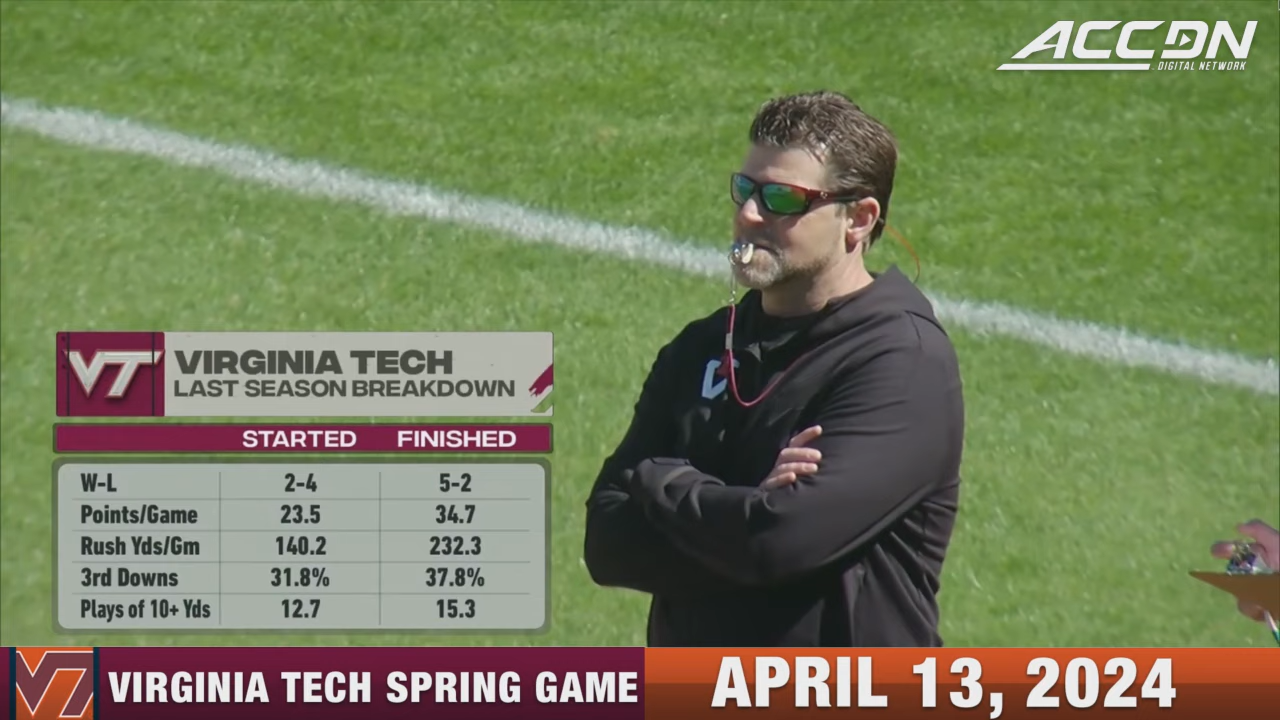 ACCDN
DIGITAL NETWORK
VT VIRGINIA TECH
LAST SEASON BREAKDOWN
STARTED FINISHED
W-L 2-4 5-2
Points/Game 23.5 34.7
Rush Yds/Gm 140.2 232.3
3rd Downs 31.8% 37.8%
Plays of 10+ Yds 12.7 15.3
VT VIRGINIA TECH SPRING GAME APRIL 13, 2024